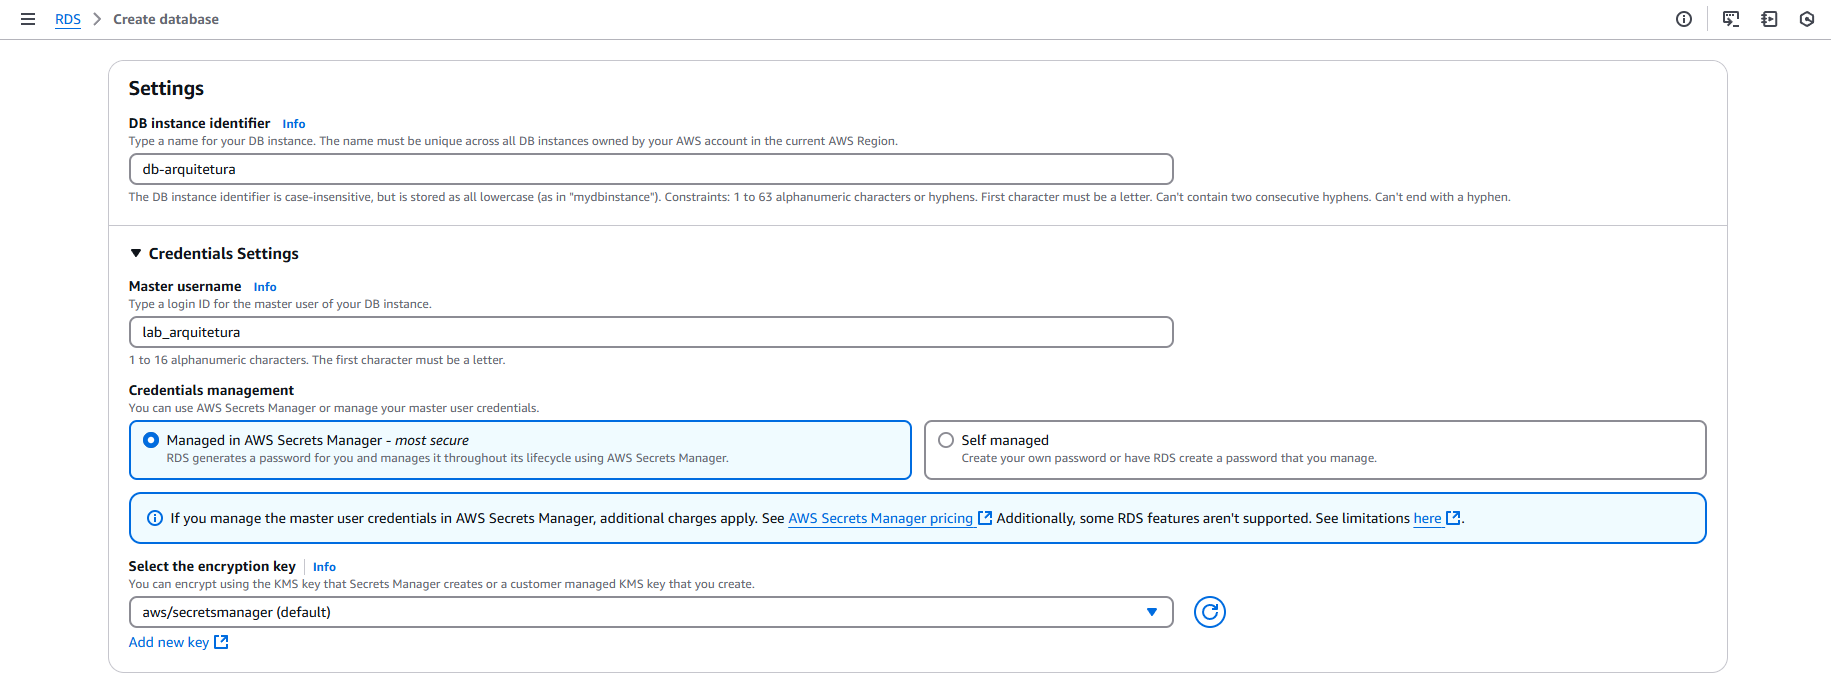 RDS > Create database
Settings
DB instance identifier Info
Type a name for your DB instance. The name must be unique across all DB instances owned by your AWS account in the current AWS Region.
db-arquitetura
The DB instance identifier is case-insensitive, but is stored as all lowercase (as in "mydbinstance"). Constraints: 1 to 63 alphanumeric characters or hyphens. First character must be a letter. Can't contain two consecutive hyphens. Can't end with a hyphen.
Credentials Settings
Master username Info
Type a login ID for the master user of your DB instance.
lab_arquitetura
1 to 16 alphanumeric characters. The first character must be a letter.
Credentials management
You can use AWS Secrets Manager or manage your master user credentials.
Managed in AWS Secrets Manager - most secure
RDS generates a password for you and manages it throughout its lifecycle using AWS Secrets Manager.
Self managed
Create your own password or have RDS create a password that you manage.
If you manage the master user credentials in AWS Secrets Manager, additional charges apply. See AWS Secrets Manager pricing Additionally, some RDS features aren't supported. See limitations here.
Select the encryption key Info
You can encrypt using the KMS key that Secrets Manager creates or a customer managed KMS key that you create.
aws/secretsmanager (default)
Add new key